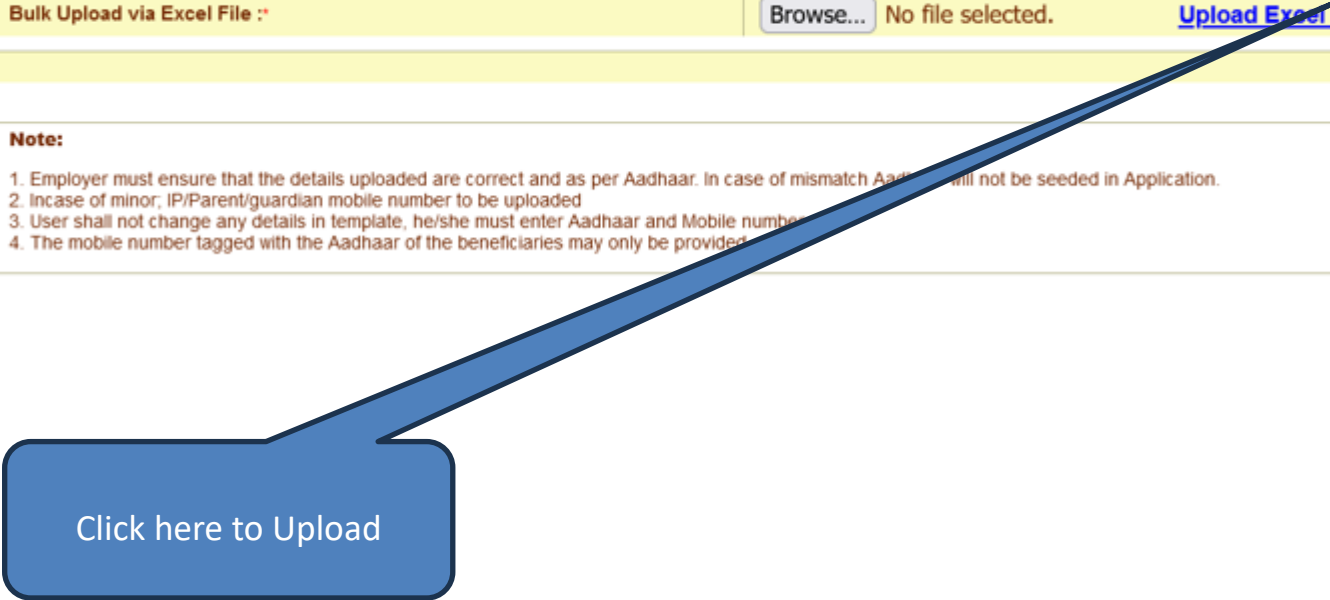 Bulk Upload via Excel File :*
Browse... No file selected. Upload Excel
Note:
1. Employer must ensure that the details uploaded are correct and as per Aadhaar. In case of mismatch will not be seeded in Application.
2. Incase of minor; IP/Parent/guardian mobile number to be uploaded
3. User shall not change any details in template, he/she must enter Aadhaar and Mobile number
4. The mobile number tagged with the Aadhaar of the beneficiaries may only be provided
Click here to Upload